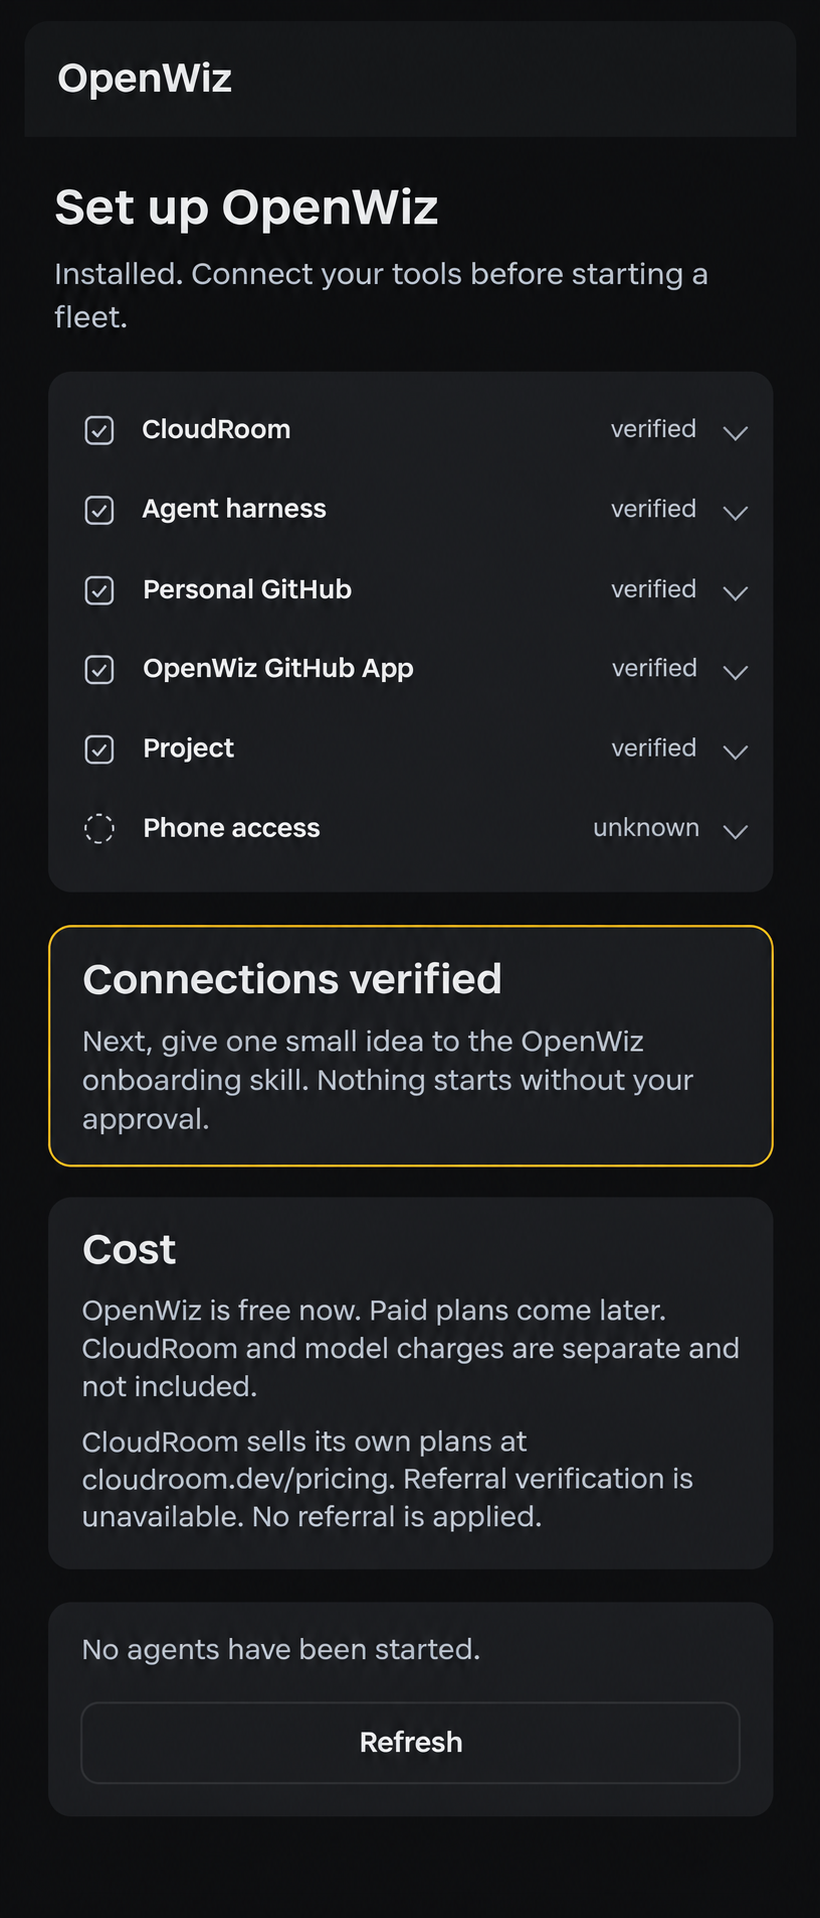 OpenWiz
Set up OpenWiz
Installed. Connect your tools before starting a
fleet.
CloudRoom verified
Agent harness verified
Personal GitHub verified
OpenWiz GitHub App verified
Project verified
Phone access unknown
Connections verified
Next, give one small idea to the OpenWiz
onboarding skill. Nothing starts without your
approval.
Cost
OpenWiz is free now. Paid plans come later.
CloudRoom and model charges are separate and
not included.
CloudRoom sells its own plans at
cloudroom.dev/pricing. Referral verification is
unavailable. No referral is applied.
No agents have been started.
Refresh